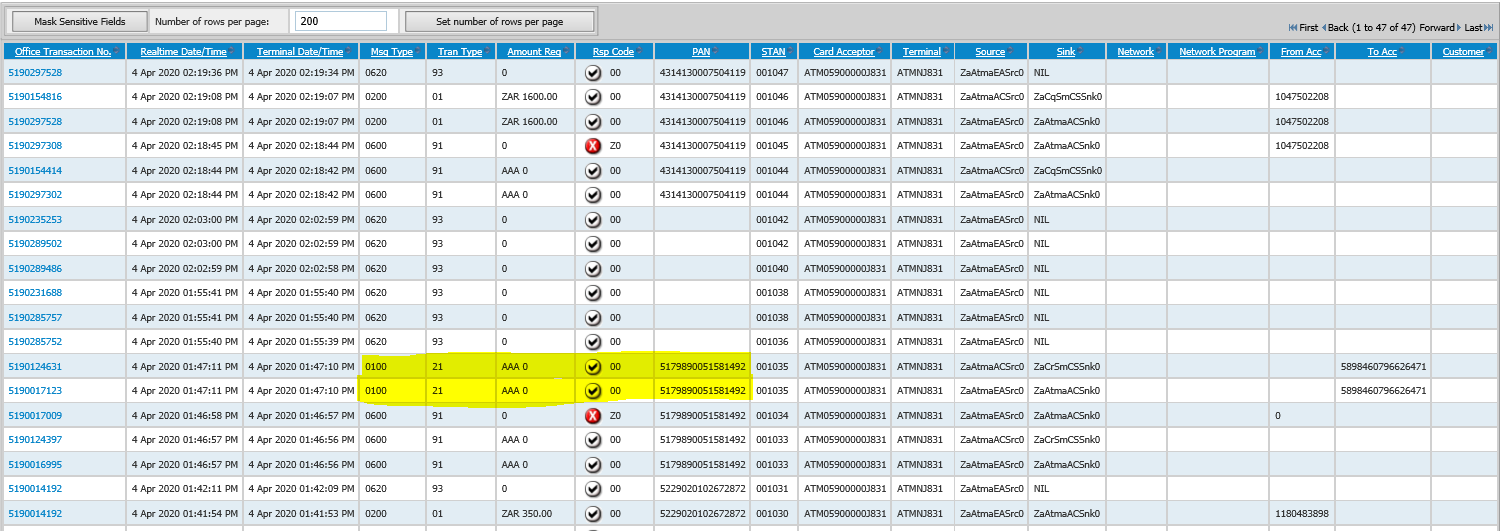 Mask Sensitive Fields Number of rows per page: 200 Set number of rows per page First Back (1 to 47 of 47) Forward Last
Office Transaction No. Realtime Date/Time Terminal Date/Time Msg Type Tran Type Amount Req Rsp Code PAN STAN Card Acceptor Terminal Source Sink Network Network Program From Acc To Acc Customer
5190297528 4 Apr 2020 02:19:36 PM 4 Apr 2020 02:19:34 PM 0620 93 0 00 4314130007504119 001047 ATM05900000J831 ATMNJ831 ZaAtmaEASrc0 NIL
5190154816 4 Apr 2020 02:19:08 PM 4 Apr 2020 02:19:07 PM 0200 01 ZAR 1600.00 00 4314130007504119 001046 ATM05900000J831 ATMNJ831 ZaAtmaACSrc0 ZaCqSmCSSnk0 1047502208
5190297528 4 Apr 2020 02:19:08 PM 4 Apr 2020 02:19:07 PM 0200 01 ZAR 1600.00 00 4314130007504119 001046 ATM05900000J831 ATMNJ831 ZaAtmaEASrc0 ZaAtmaACSnk0 1047502208
5190297308 4 Apr 2020 02:18:45 PM 4 Apr 2020 02:18:44 PM 0600 91 0 X Z0 4314130007504119 001045 ATM05900000J831 ATMNJ831 ZaAtmaEASrc0 ZaAtmaACSnk0 1047502208
5190154414 4 Apr 2020 02:18:44 PM 4 Apr 2020 02:18:42 PM 0600 91 AAA 0 00 4314130007504119 001044 ATM05900000J831 ATMNJ831 ZaAtmaACSrc0 ZaCqSmCSSnk0
5190297302 4 Apr 2020 02:18:44 PM 4 Apr 2020 02:18:42 PM 0600 91 AAA 0 00 4314130007504119 001044 ATM05900000J831 ATMNJ831 ZaAtmaEASrc0 ZaAtmaACSnk0
5190235253 4 Apr 2020 02:03:00 PM 4 Apr 2020 02:02:59 PM 0620 93 0 00 001042 ATM05900000J831 ATMNJ831 ZaAtmaEASrc0 NIL
5190289502 4 Apr 2020 02:03:00 PM 4 Apr 2020 02:02:59 PM 0620 93 0 00 001042 ATM05900000J831 ATMNJ831 ZaAtmaEASrc0 NIL
5190289486 4 Apr 2020 02:02:59 PM 4 Apr 2020 02:02:58 PM 0620 93 0 00 001040 ATM05900000J831 ATMNJ831 ZaAtmaEASrc0 NIL
5190231688 4 Apr 2020 01:55:41 PM 4 Apr 2020 01:55:40 PM 0620 93 0 00 001038 ATM05900000J831 ATMNJ831 ZaAtmaEASrc0 NIL
5190285757 4 Apr 2020 01:55:41 PM 4 Apr 2020 01:55:40 PM 0620 93 0 00 001038 ATM05900000J831 ATMNJ831 ZaAtmaEASrc0 NIL
5190285752 4 Apr 2020 01:55:40 PM 4 Apr 2020 01:55:39 PM 0620 93 0 00 001036 ATM05900000J831 ATMNJ831 ZaAtmaEASrc0 NIL
5190124631 4 Apr 2020 01:47:11 PM 4 Apr 2020 01:47:10 PM 0100 21 AAA 0 00 5179890051581492 001035 ATM05900000J831 ATMNJ831 ZaAtmaACSrc0 ZaCrSmCSSnk0 5898460796626471
5190017123 4 Apr 2020 01:47:11 PM 4 Apr 2020 01:47:10 PM 0100 21 AAA 0 00 5179890051581492 001035 ATM05900000J831 ATMNJ831 ZaAtmaEASrc0 ZaAtmaACSnk0 5898460796626471
5190017009 4 Apr 2020 01:46:58 PM 4 Apr 2020 01:46:57 PM 0600 91 0 X Z0 5179890051581492 001034 ATM05900000J831 ATMNJ831 ZaAtmaEASrc0 ZaAtmaACSnk0 0
5190124397 4 Apr 2020 01:46:57 PM 4 Apr 2020 01:46:56 PM 0600 91 AAA 0 00 5179890051581492 001033 ATM05900000J831 ATMNJ831 ZaAtmaACSrc0 ZaCrSmCSSnk0
5190016995 4 Apr 2020 01:46:57 PM 4 Apr 2020 01:46:56 PM 0600 91 AAA 0 00 5179890051581492 001033 ATM05900000J831 ATMNJ831 ZaAtmaEASrc0 ZaAtmaACSnk0
5190014192 4 Apr 2020 01:42:11 PM 4 Apr 2020 01:42:09 PM 0620 93 0 00 5229020102672872 001031 ATM05900000J831 ATMNJ831 ZaAtmaEASrc0 NIL
5190014192 4 Apr 2020 01:41:54 PM 4 Apr 2020 01:41:53 PM 0200 01 ZAR 350.00 00 5229020102672872 001030 ATM05900000J831 ATMNJ831 ZaAtmaEASrc0 ZaAtmaACSnk0 1180483898